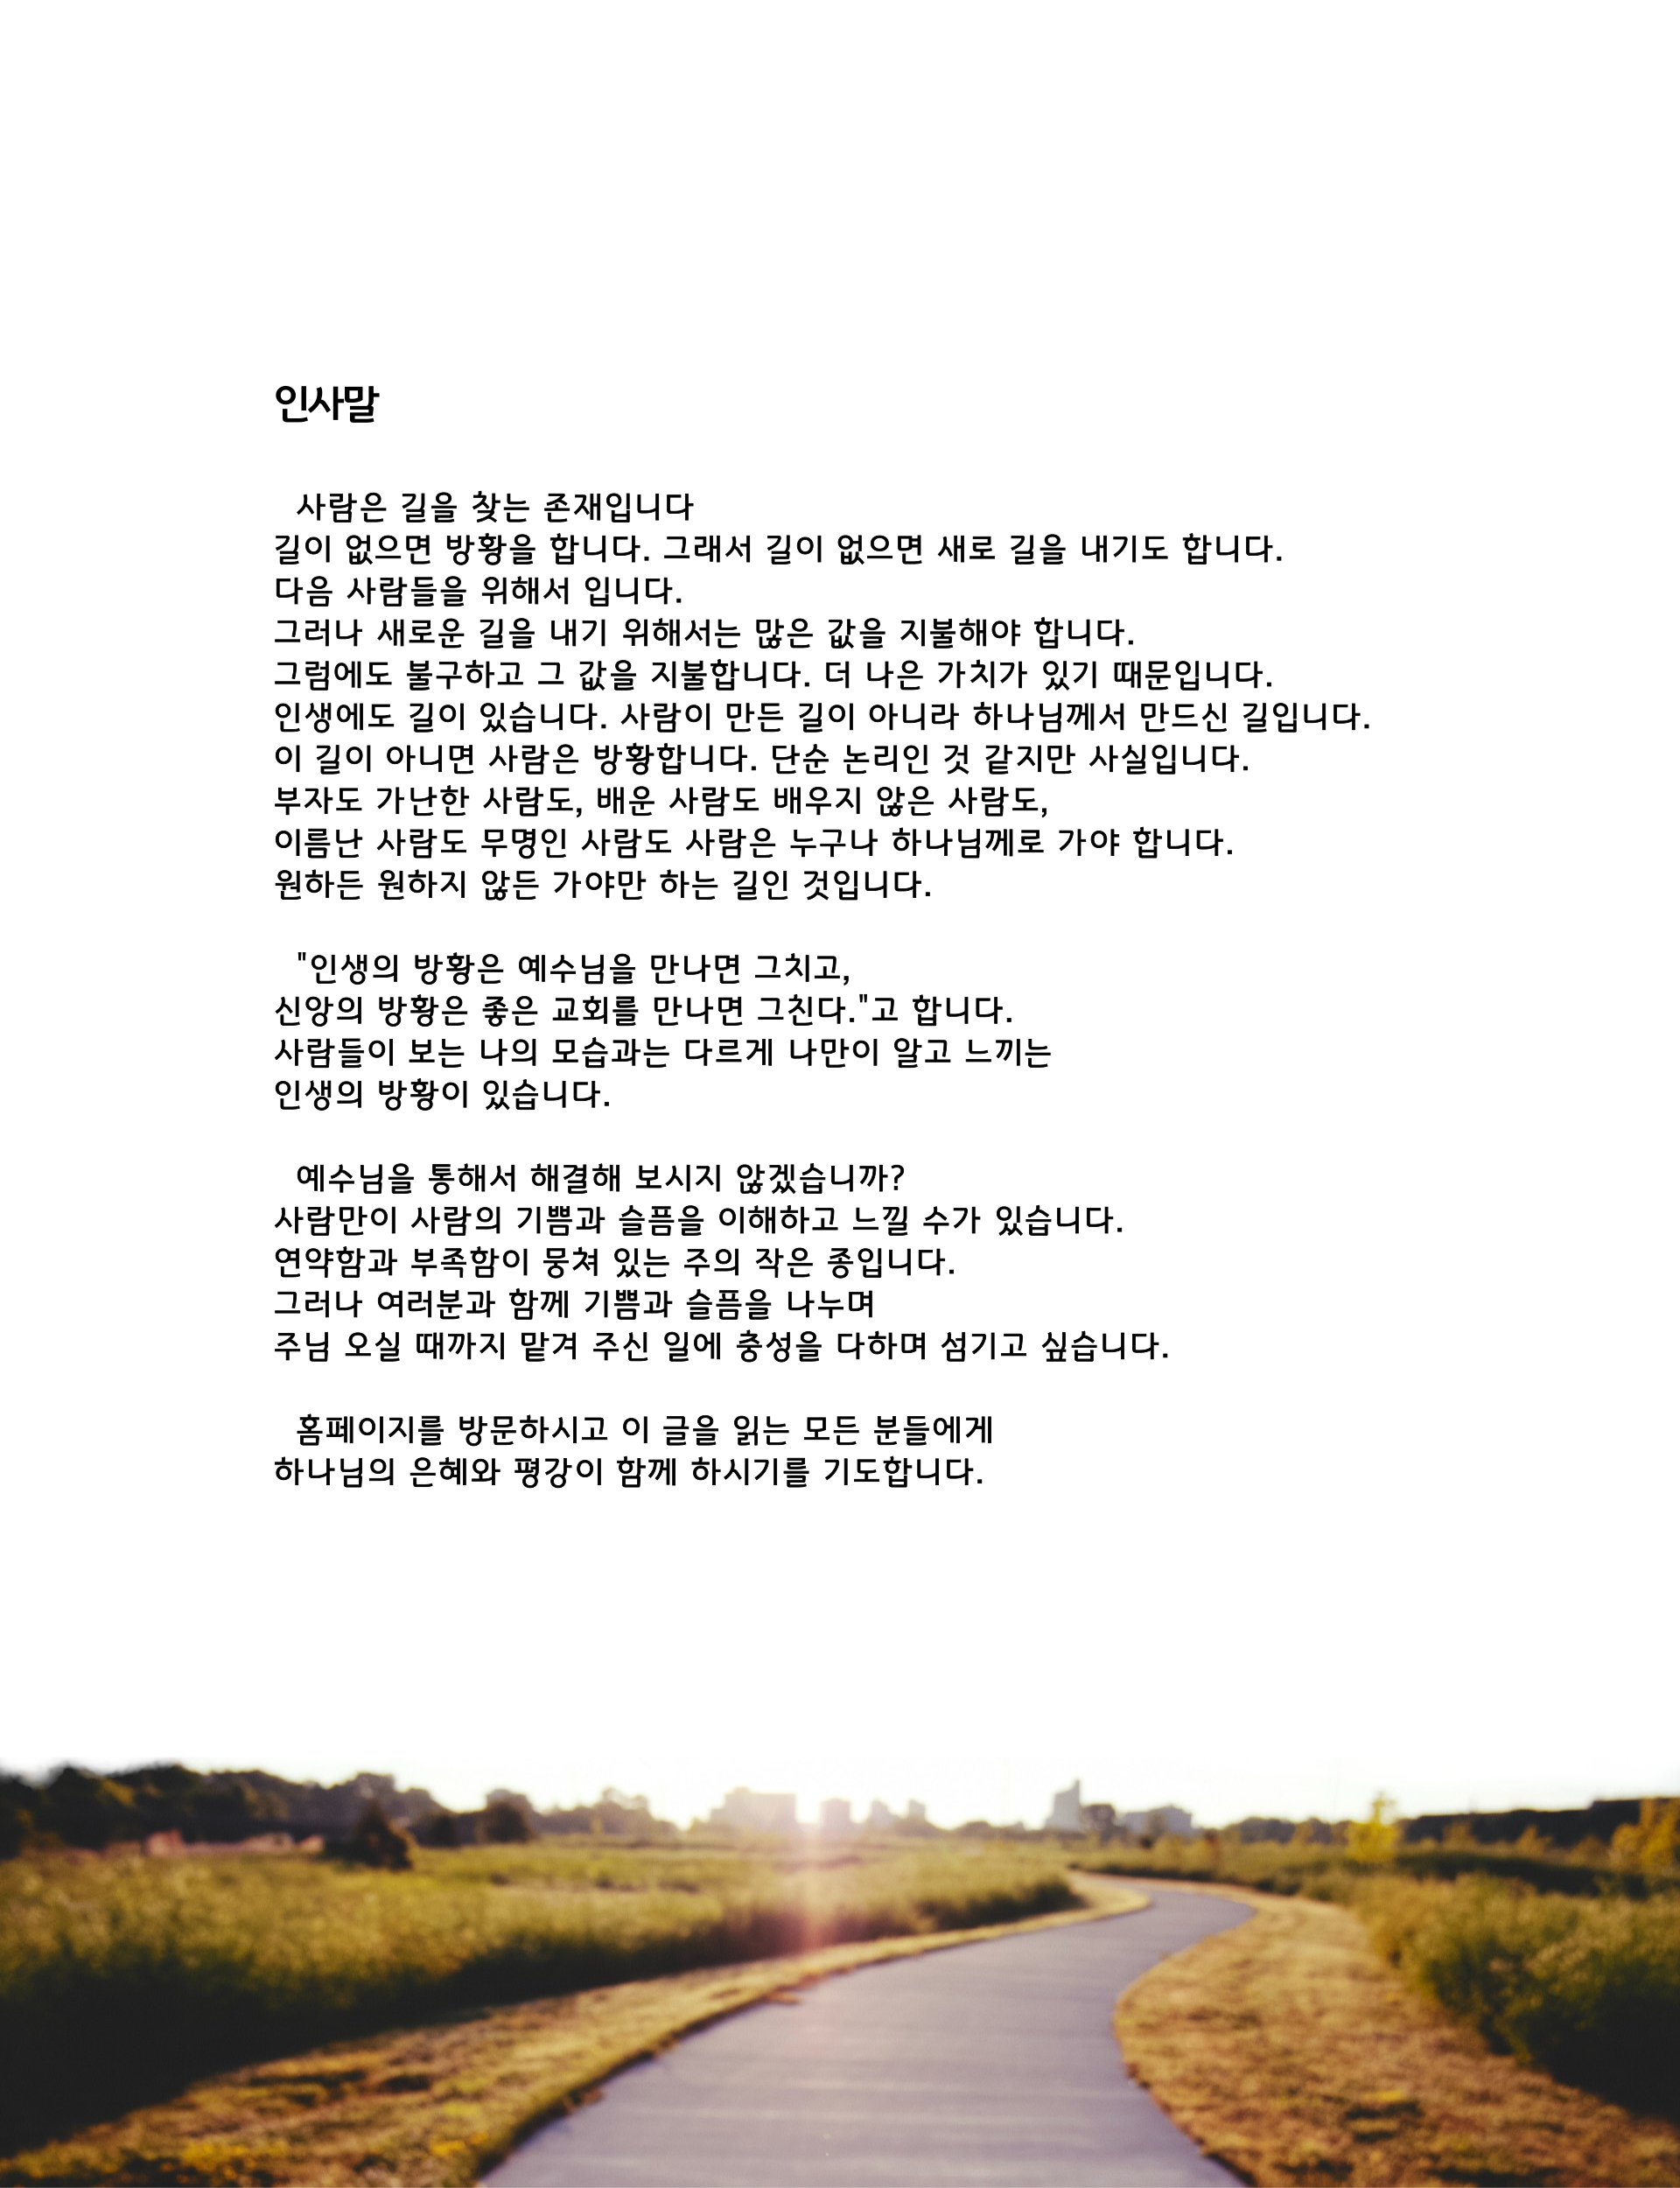 인사말
사람은 길을 찾는 존재입니다
길이 없으면 방황을 합니다. 그래서 길이 없으면 새로 길을 내기도 합니다.
다음 사람들을 위해서 입니다.
그러나 새로운 길을 내기 위해서는 많은 값을 지불해야 합니다.
그럼에도 불구하고 그 값을 지불합니다. 더 나은 가치가 있기 때문입니다.
인생에도 길이 있습니다. 사람이 만든 길이 아니라 하나님께서 만드신 길입니다.
이 길이 아니면 사람은 방황합니다. 단순 논리인 것 같지만 사실입니다.
부자도 가난한 사람도, 배운 사람도 배우지 않은 사람도,
이름난 사람도 무명인 사람도 사람은 누구나 하나님께로 가야 합니다.
원하든 원하지 않든 가야만 하는 길인 것입니다.
"인생의 방황은 예수님을 만나면 그치고,
신앙의 방황은 좋은 교회를 만나면 그친다."고 합니다.
사람들이 보는 나의 모습과는 다르게 나만이 알고 느끼는
인생의 방황이 있습니다.
예수님을 통해서 해결해 보시지 않겠습니까?
사람만이 사람의 기쁨과 슬픔을 이해하고 느낄 수가 있습니다.
연약함과 부족함이 뭉쳐 있는 주의 작은 종입니다.
그러나 여러분과 함께 기쁨과 슬픔을 나누며
주님 오실 때까지 맡겨 주신 일에 충성을 다하며 섬기고 싶습니다.
홈페이지를 방문하시고 이 글을 읽는 모든 분들에게
하나님의 은혜와 평강이 함께 하시기를 기도합니다.